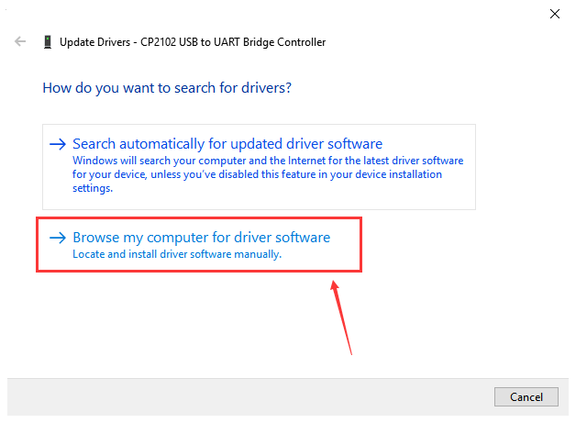 Update Drivers - CP2102 USB to UART Bridge Controller
How do you want to search for drivers?
Search automatically for updated driver software
Windows will search your computer and the Internet for the latest driver software
for your device, unless you've disabled this feature in your device installation
settings.
Browse my computer for driver software
Locate and install driver software manually.
Cancel